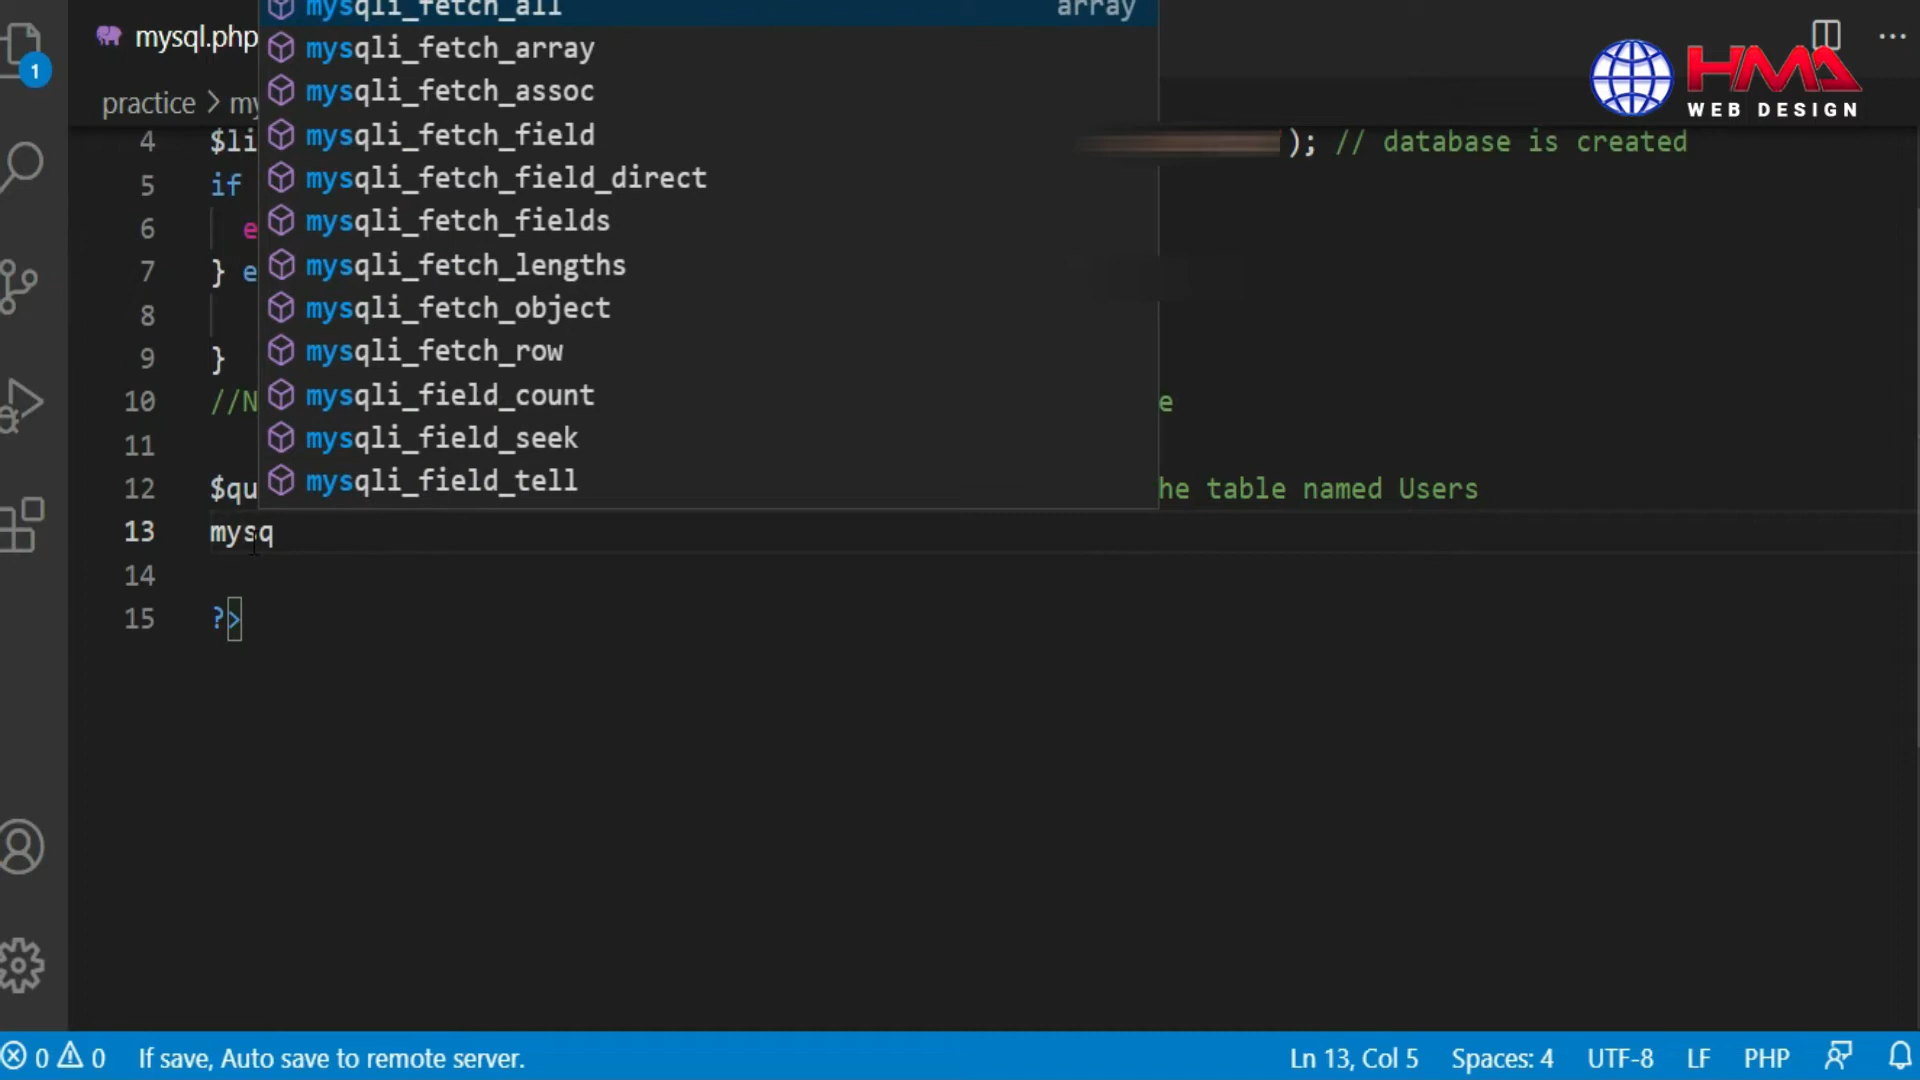 mysqli_fetch_all array
mysql.php
mysqli_fetch_array
HMA
WEB DESIGN
1
mysqli_fetch_assoc
practice > my
mysqli_fetch_field
4 $li ); // database is created
mysqli_fetch_field_direct
5 if
mysqli_fetch_fields
6 e
mysqli_fetch_lengths
7 } e
mysqli_fetch_object
8
mysqli_fetch_row
9 }
mysqli_field_count
10 //N e
mysqli_field_seek
11
mysqli_field_tell
12 $qu he table named Users
13 mysq
14
15 ?>
0 0 If save, Auto save to remote server. Ln 13, Col 5 Spaces: 4 UTF-8 LF PHP